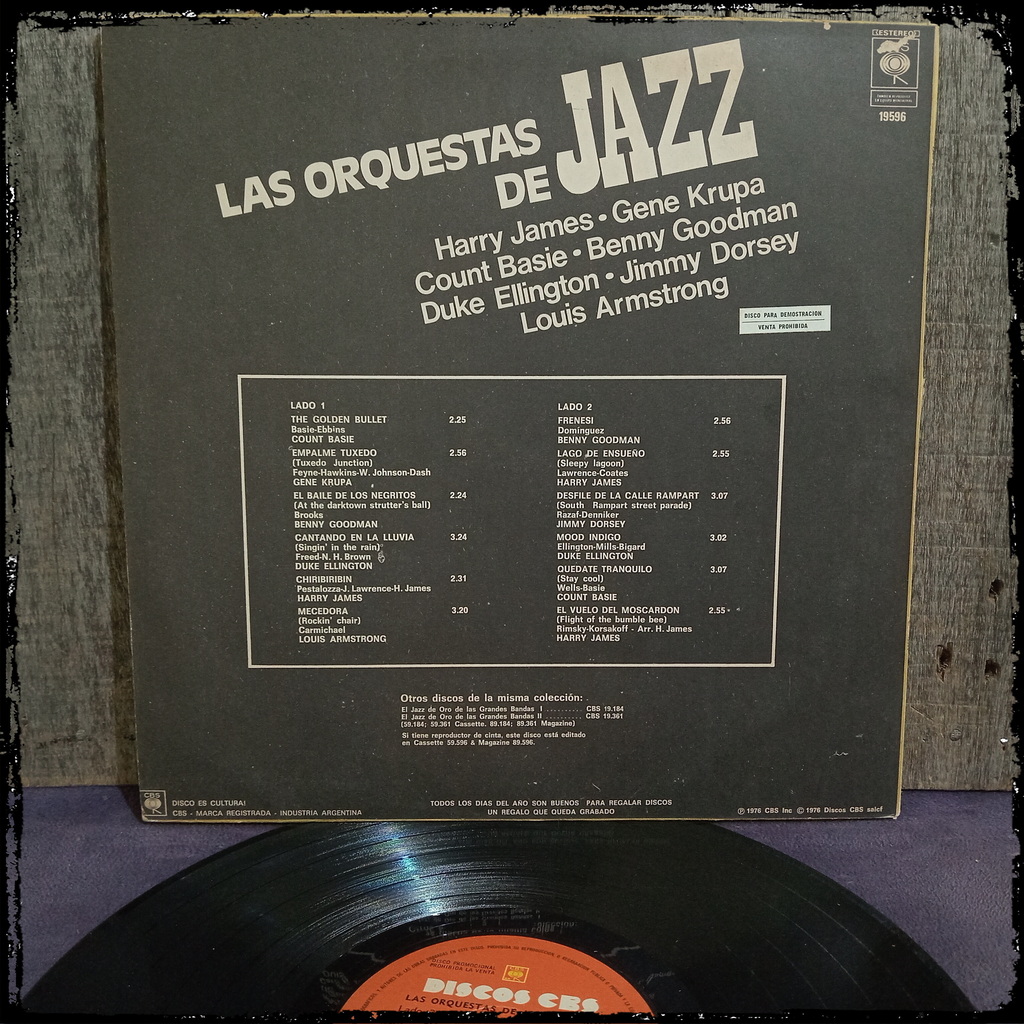 ESTEREO
19596
LAS ORQUESTAS
DE JAZZ
Harry James • Gene Krupa
Count Basie • Benny Goodman
Duke Ellington • Jimmy Dorsey
Louis Armstrong
DISCO PARA DEMOSTRACION
VENTA PROHIBIDA
LADO 1
THE GOLDEN BULLET 2.25
Basie-Ebbins
COUNT BASIE
EMPALME TUXEDO 2.56
(Tuxedo Junction)
Feyne-Hawkins-W. Johnson-Dash
GENE KRUPA
EL BAILE DE LOS NEGRITOS 2.24
(At the darktown strutter's ball)
Brooks
BENNY GOODMAN
CANTANDO EN LA LLUVIA 3.24
(Singin' in the rain)
Freed-N. H. Brown
DUKE ELLINGTON
CHIRIBIRIBIN 2.31
Pestalozza-J. Lawrence-H. James
HARRY JAMES
MECEDORA 3.20
(Rockin' chair)
Carmichael
LOUIS ARMSTRONG
LADO 2
FRENESI 2.56
Dominguez
BENNY GOODMAN
LAGO DE ENSUEÑO 2.55
(Sleepy lagoon)
Lawrence-Coates
HARRY JAMES
DESFILE DE LA CALLE RAMPART 3.07
(South Rampart street parade)
Razaf-Denniker
JIMMY DORSEY
MOOD INDIGO 3.02
Ellington-Mills-Bigard
DUKE ELLINGTON
QUEDATE TRANQUILO 3.07
(Stay cool)
Wells-Basie
COUNT BASIE
EL VUELO DEL MOSCARDON 2.55
(Flight of the bumble bee)
Rimsky-Korsakoff - Arr. H. James
HARRY JAMES
Otros discos de la misma colección:
El Jazz de Oro de las Grandes Bandas I .......... CBS 19.184
El Jazz de Oro de las Grandes Bandas II .......... CBS 19.361
(59.184; 59.361 Cassette. 89.184; 89.361 Magazine)
Si tiene reproductor de cinta, este disco está editado
en Cassette 59.596 & Magazine 89.596.
CBS
DISCO ES CULTURA!
CBS - MARCA REGISTRADA - INDUSTRIA ARGENTINA
TODOS LOS DIAS DEL AÑO SON BUENOS PARA REGALAR DISCOS
UN REGALO QUE QUEDA GRABADO
℗ 1976 CBS Inc © 1976 Discos CBS saicf
DISCO PROMOCIONAL
PROHIBIDA LA VENTA
DISCOS CBS
LAS ORQUESTAS DE